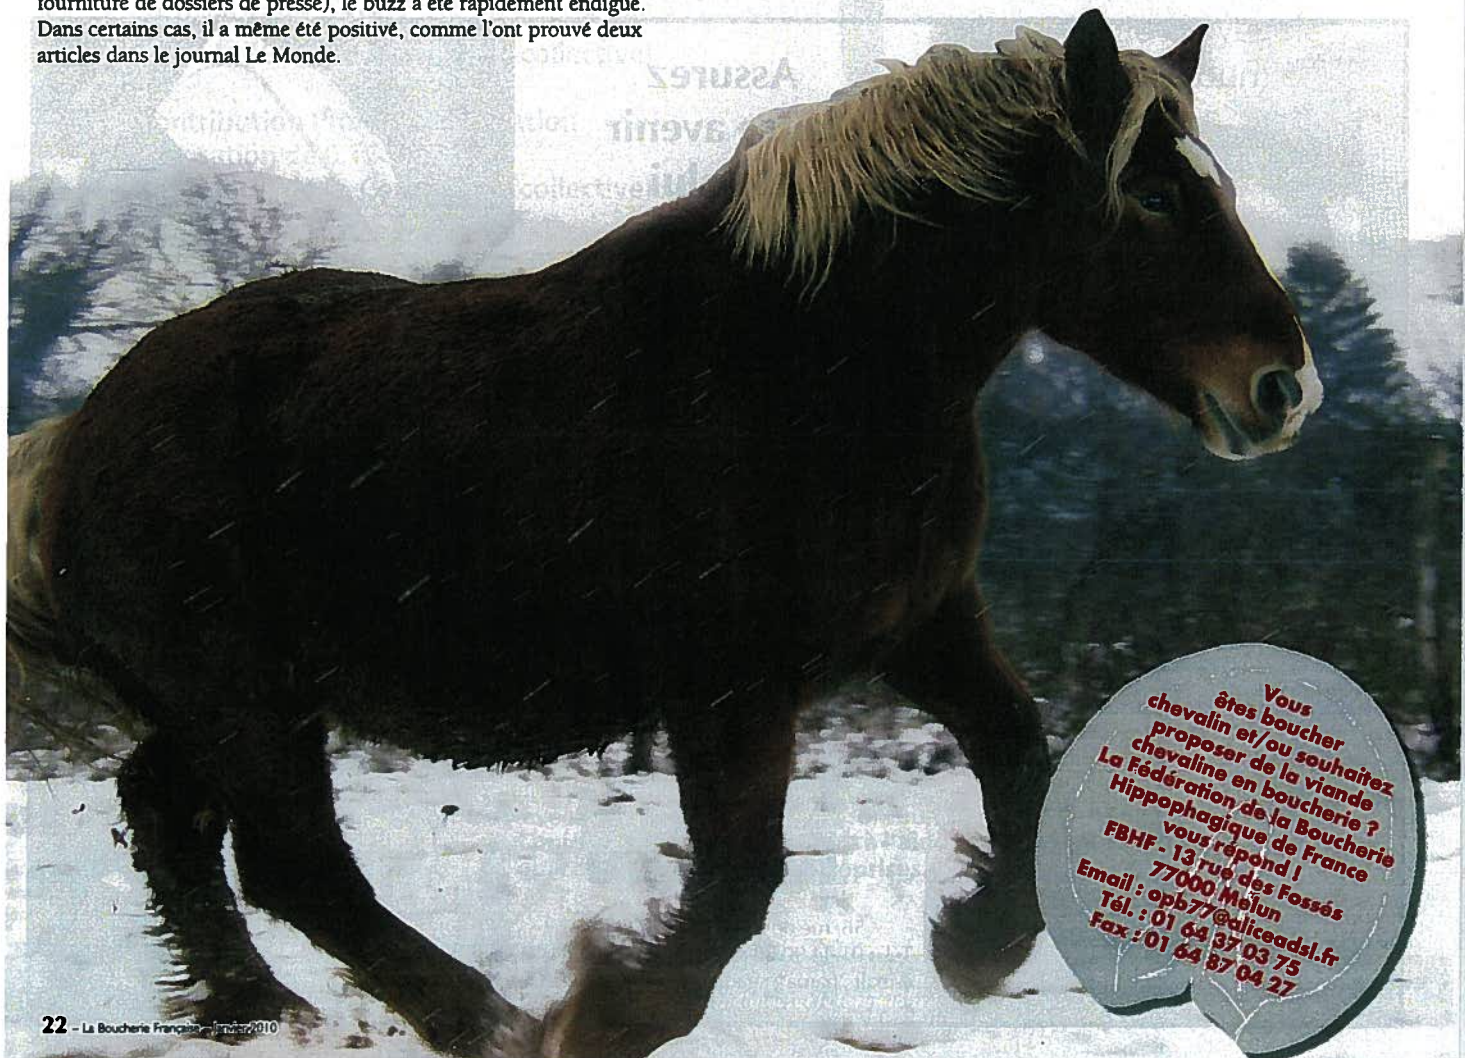 fourniture de dossiers de presse), le buzz a été rapidement endigué.
Dans certains cas, il a même été positivé, comme l'ont prouvé deux
articles dans le journal Le Monde.
Assurez
avenir
collective
Vous
êtes boucher
chevalin et/ou souhaitez
proposer de la viande
chevaline en boucherie ?
La Fédération de la Boucherie
Hippophagique de France
vous répond !
FBHF - 13 rue des Fossés
77000 Melun
Email : opb77@aliceadsl.fr
Tél. : 01 64 37 03 75
Fax : 01 64 87 04 27
22 – La Boucherie Française – Janvier 2010